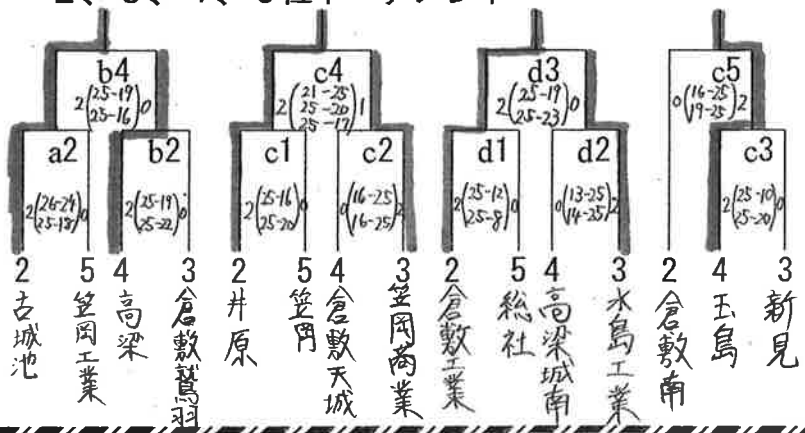 b4 c4 d3 c5
2(25-19 25-16)0 2(21-25 25-20 25-17)1 2(25-19 25-23)0 0(16-25 19-25)2
a2 b2 c1 c2 d1 d2 c3
2(26-24 25-18)0 2(25-19 25-22)0 2(25-16 25-20)0 0(16-25 16-25)2 2(25-12 25-8)0 0(13-25 14-25)2 2(25-10 25-20)0
2 5 4 3 2 5 4 3 2 5 4 3 2 4 3
古城池
笠岡工業
高梁
倉敷鷲羽
井原
笠岡
倉敷天城
笠岡商業
倉敷工業
総社
高梁城南
水島工業
倉敷南
玉島
新見